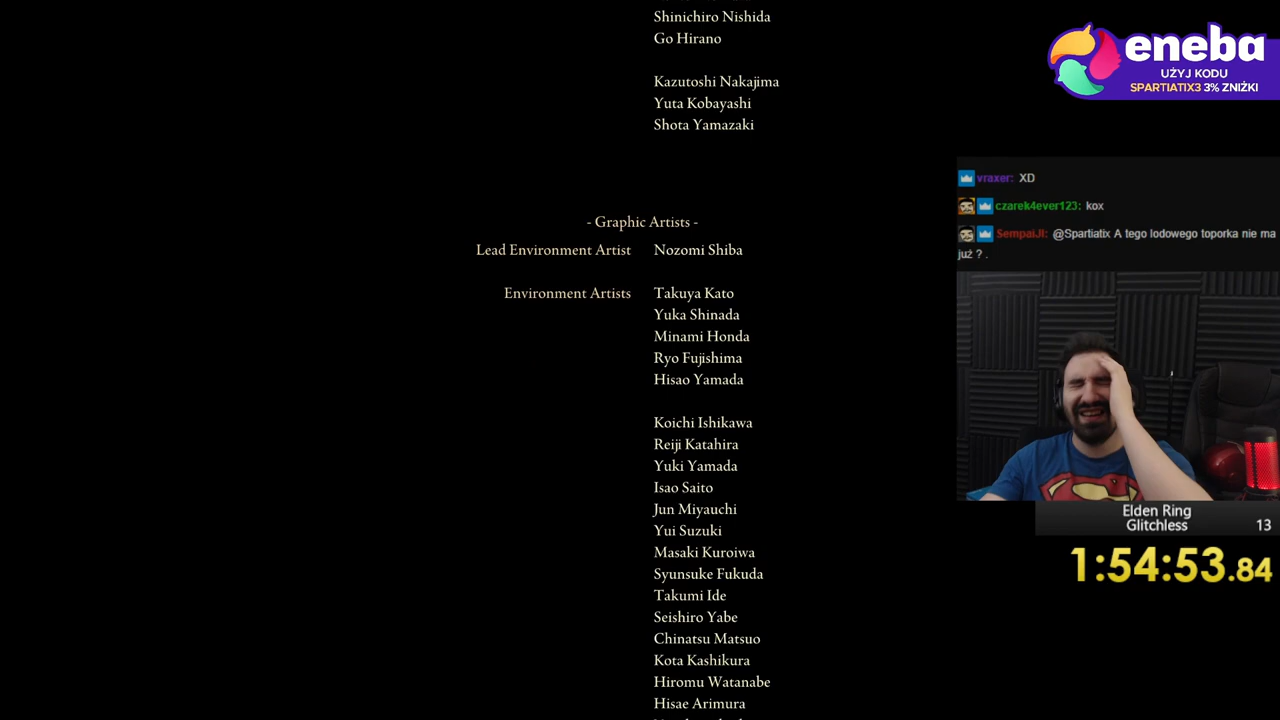 Shinichiro Nishida
Go Hirano
Kazutoshi Nakajima
Yuta Kobayashi
Shota Yamazaki
- Graphic Artists -
Lead Environment Artist Nozomi Shiba
Environment Artists Takuya Kato
Yuka Shinada
Minami Honda
Ryo Fujishima
Hisao Yamada
Koichi Ishikawa
Reiji Katahira
Yuki Yamada
Isao Saito
Jun Miyauchi
Yui Suzuki
Masaki Kuroiwa
Syunsuke Fukuda
Takumi Ide
Seishiro Yabe
Chinatsu Matsuo
Kota Kashikura
Hiromu Watanabe
Hisae Arimura
eneba
UŻYJ KODU
SPARTIATIX3 3% ZNIŻKI
vraxer: XD
czarek4ever123: kox
SempaiJI: @Spartiatix A tego lodowego toporka nie ma
już ? .
Elden Ring
Glitchless 13
1:54:53.84